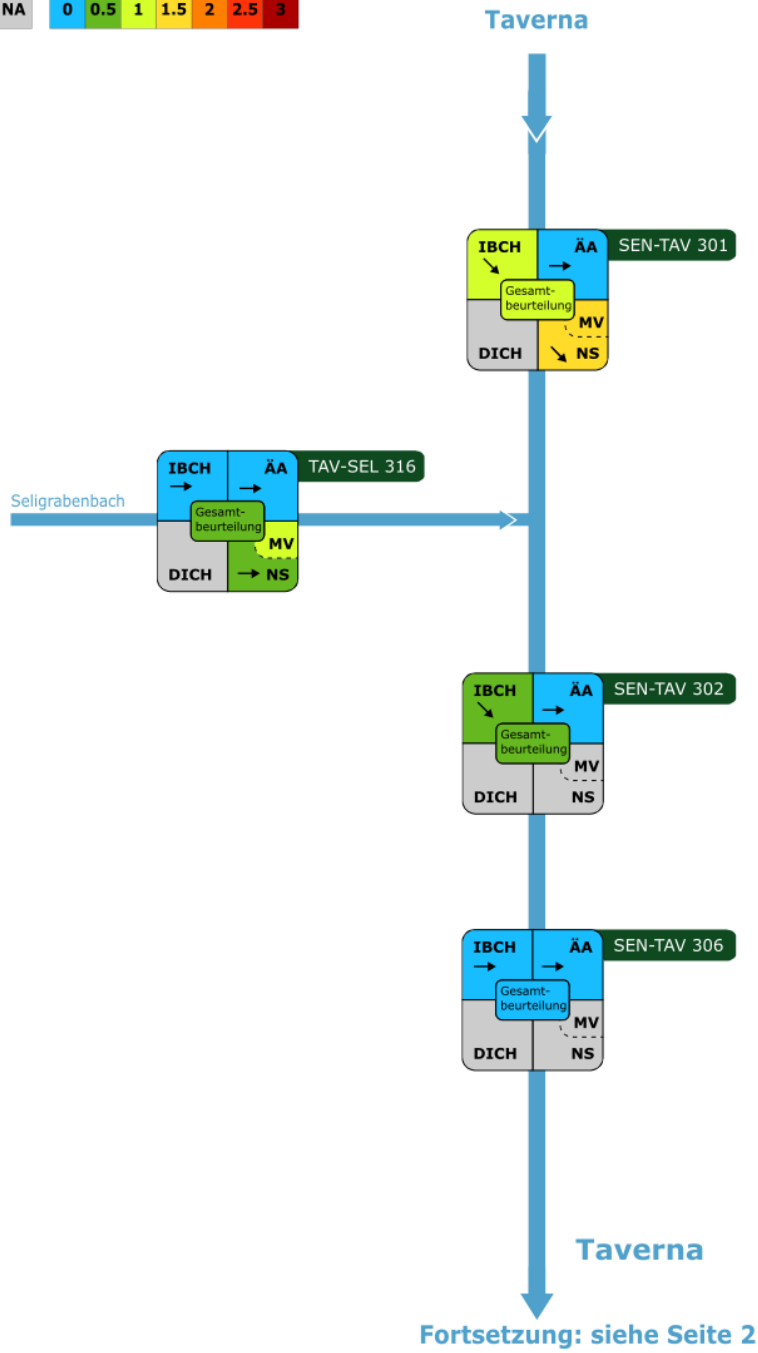 NA 0 0.5 1 1.5 2 2.5 3
Taverna
IBCH ÄA SEN-TAV 301
Gesamt-
beurteilung
MV
DICH NS
IBCH ÄA TAV-SEL 316
Seligrabenbach
Gesamt-
beurteilung
MV
DICH NS
IBCH ÄA SEN-TAV 302
Gesamt-
beurteilung
MV
DICH NS
IBCH ÄA SEN-TAV 306
Gesamt-
beurteilung
MV
DICH NS
Taverna
Fortsetzung: siehe Seite 2